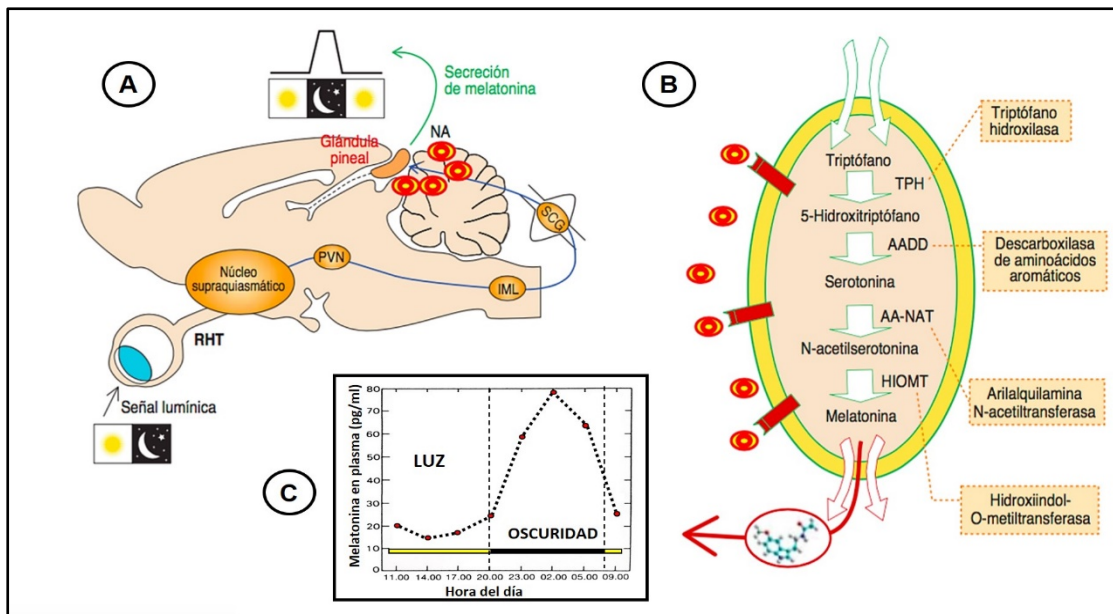 A
Secreción
de melatonina
Glándula
pineal
NA
SCG
PVN
Núcleo
supraquiasmático
IML
RHT
Señal lumínica
B
Triptófano
TPH
5-Hidroxitriptófano
AADD
Serotonina
AA-NAT
N-acetilserotonina
HIOMT
Melatonina
Triptófano
hidroxilasa
Descarboxilasa
de aminoácidos
aromáticos
Arilalquilamina
N-acetiltransferasa
Hidroxiindol-
O-metiltransferasa
C
Melatonina en plasma (pg/ml)
80
70
60
50
40
30
20
10
0
LUZ
OSCURIDAD
11.00 14.00 17.00 20.00 23.00 02.00 05.00 09.00
Hora del día